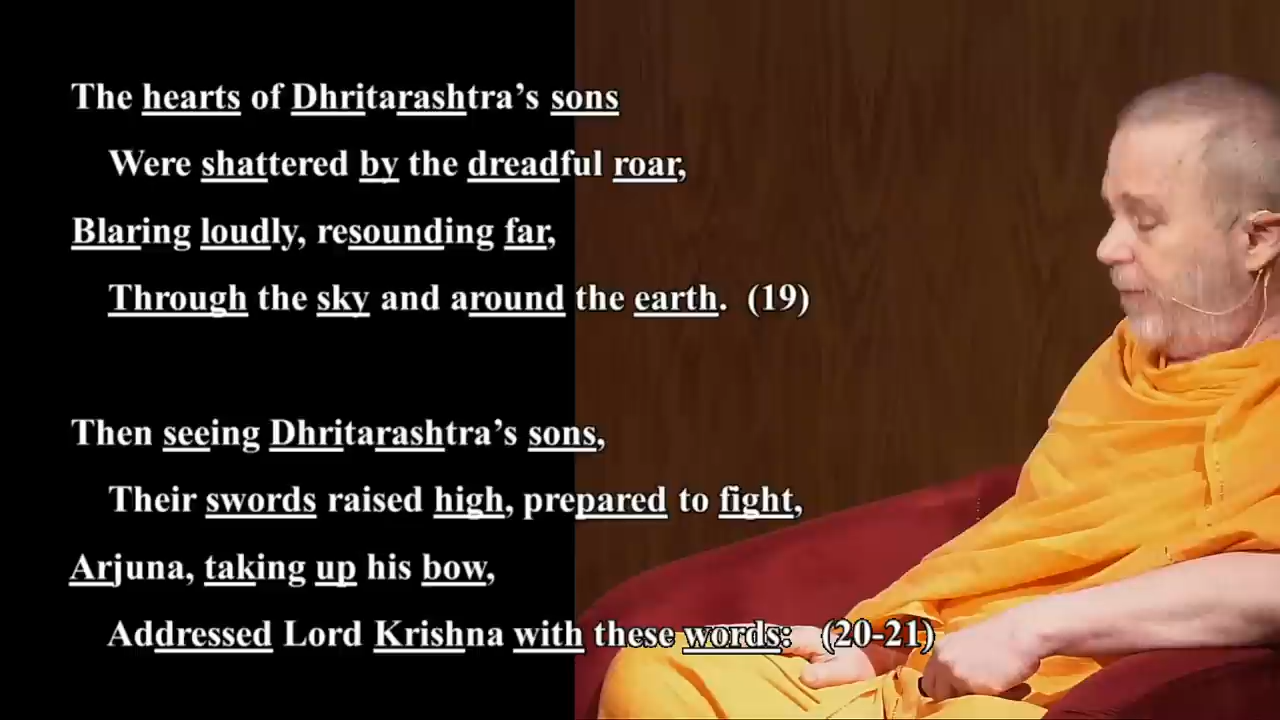 The hearts of Dhritarashtra's sons
Were shattered by the dreadful roar,
Blaring loudly, resounding far,
Through the sky and around the earth. (19)
Then seeing Dhritarashtra's sons,
Their swords raised high, prepared to fight,
Arjuna, taking up his bow,
Addressed Lord Krishna with these words: (20-21)